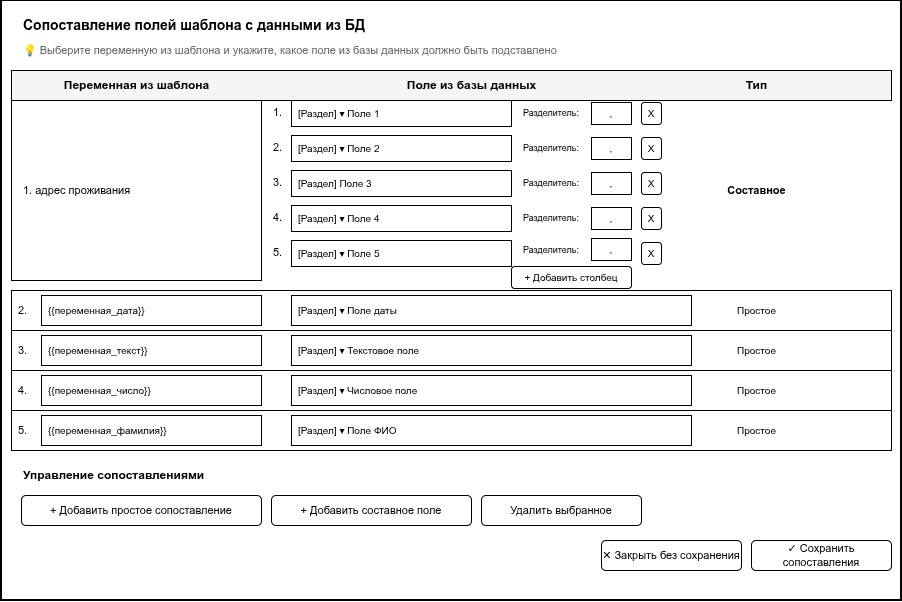 Сопоставление полей шаблона с данными из БД
💡 Выберите переменную из шаблона и укажите, какое поле из базы данных должно быть подставлено
Переменная из шаблона Поле из базы данных Тип
1. [Раздел] ▾ Поле 1 Разделитель: , X
2. [Раздел] ▾ Поле 2 Разделитель: , X
1. адрес проживания 3. [Раздел] Поле 3 Разделитель: , X Составное
4. [Раздел] ▾ Поле 4 Разделитель: , X
5. [Раздел] ▾ Поле 5 Разделитель: , X
+ Добавить столбец
2. {{переменная_дата}} [Раздел] ▾ Поле даты Простое
3. {{переменная_текст}} [Раздел] ▾ Текстовое поле Простое
4. {{переменная_число}} [Раздел] ▾ Числовое поле Простое
5. {{переменная_фамилия}} [Раздел] ▾ Поле ФИО Простое
Управление сопоставлениями
+ Добавить простое сопоставление + Добавить составное поле Удалить выбранное
✕ Закрыть без сохранения ✓ Сохранить
сопоставления